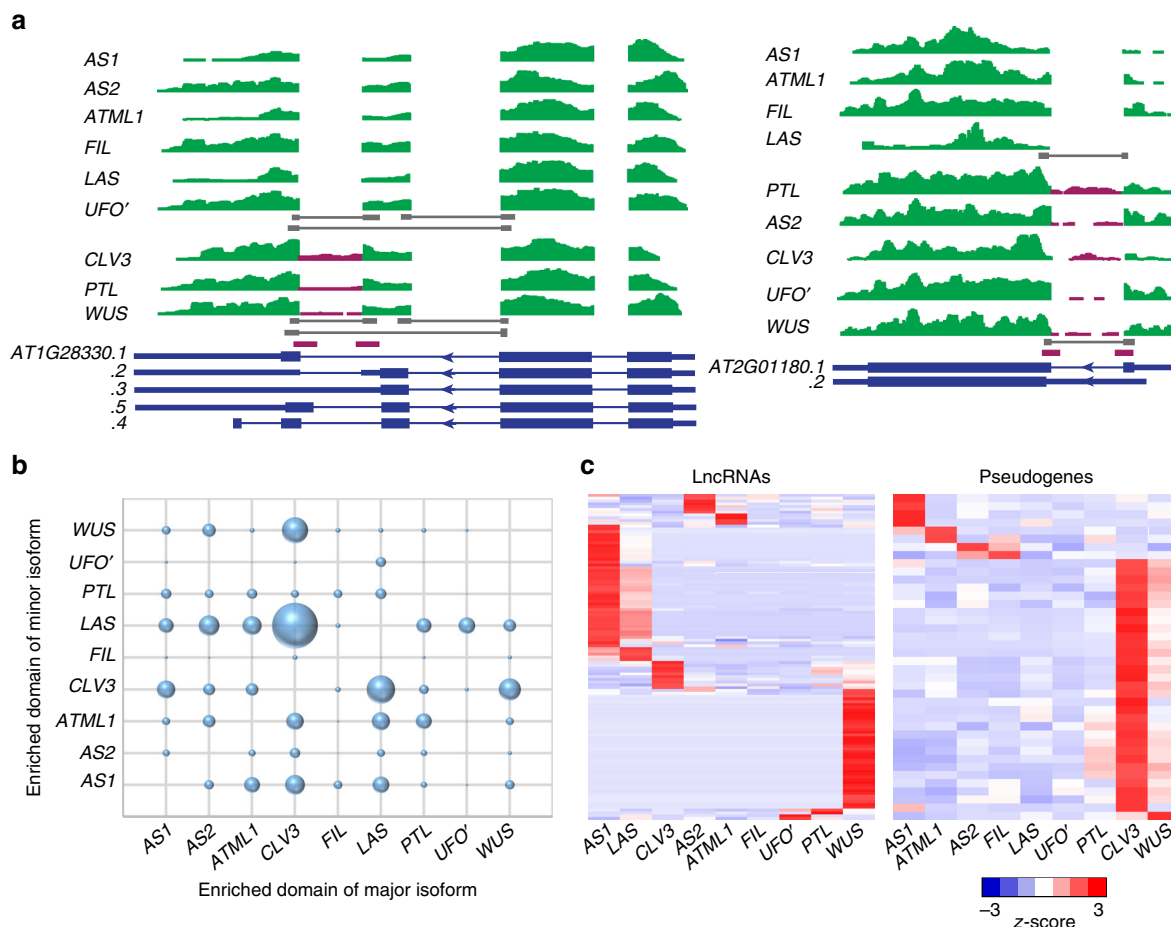 a
AS1
AS2
ATML1
FIL
LAS
UFO'
CLV3
PTL
WUS
AT1G28330.1
.2
.3
.5
.4
AS1
ATML1
FIL
LAS
PTL
AS2
CLV3
UFO'
WUS
AT2G01180.1
.2
b
Enriched domain of minor isoform
WUS
UFO'
PTL
LAS
FIL
CLV3
ATML1
AS2
AS1
AS1 AS2 ATML1 CLV3 FIL LAS PTL UFO' WUS
Enriched domain of major isoform
c
LncRNAs
AS1 LAS CLV3 AS2 ATML1 FIL UFO' PTL WUS
Pseudogenes
AS1 ATML1 AS2 FIL LAS UFO' PTL CLV3 WUS
–3 3
z-score